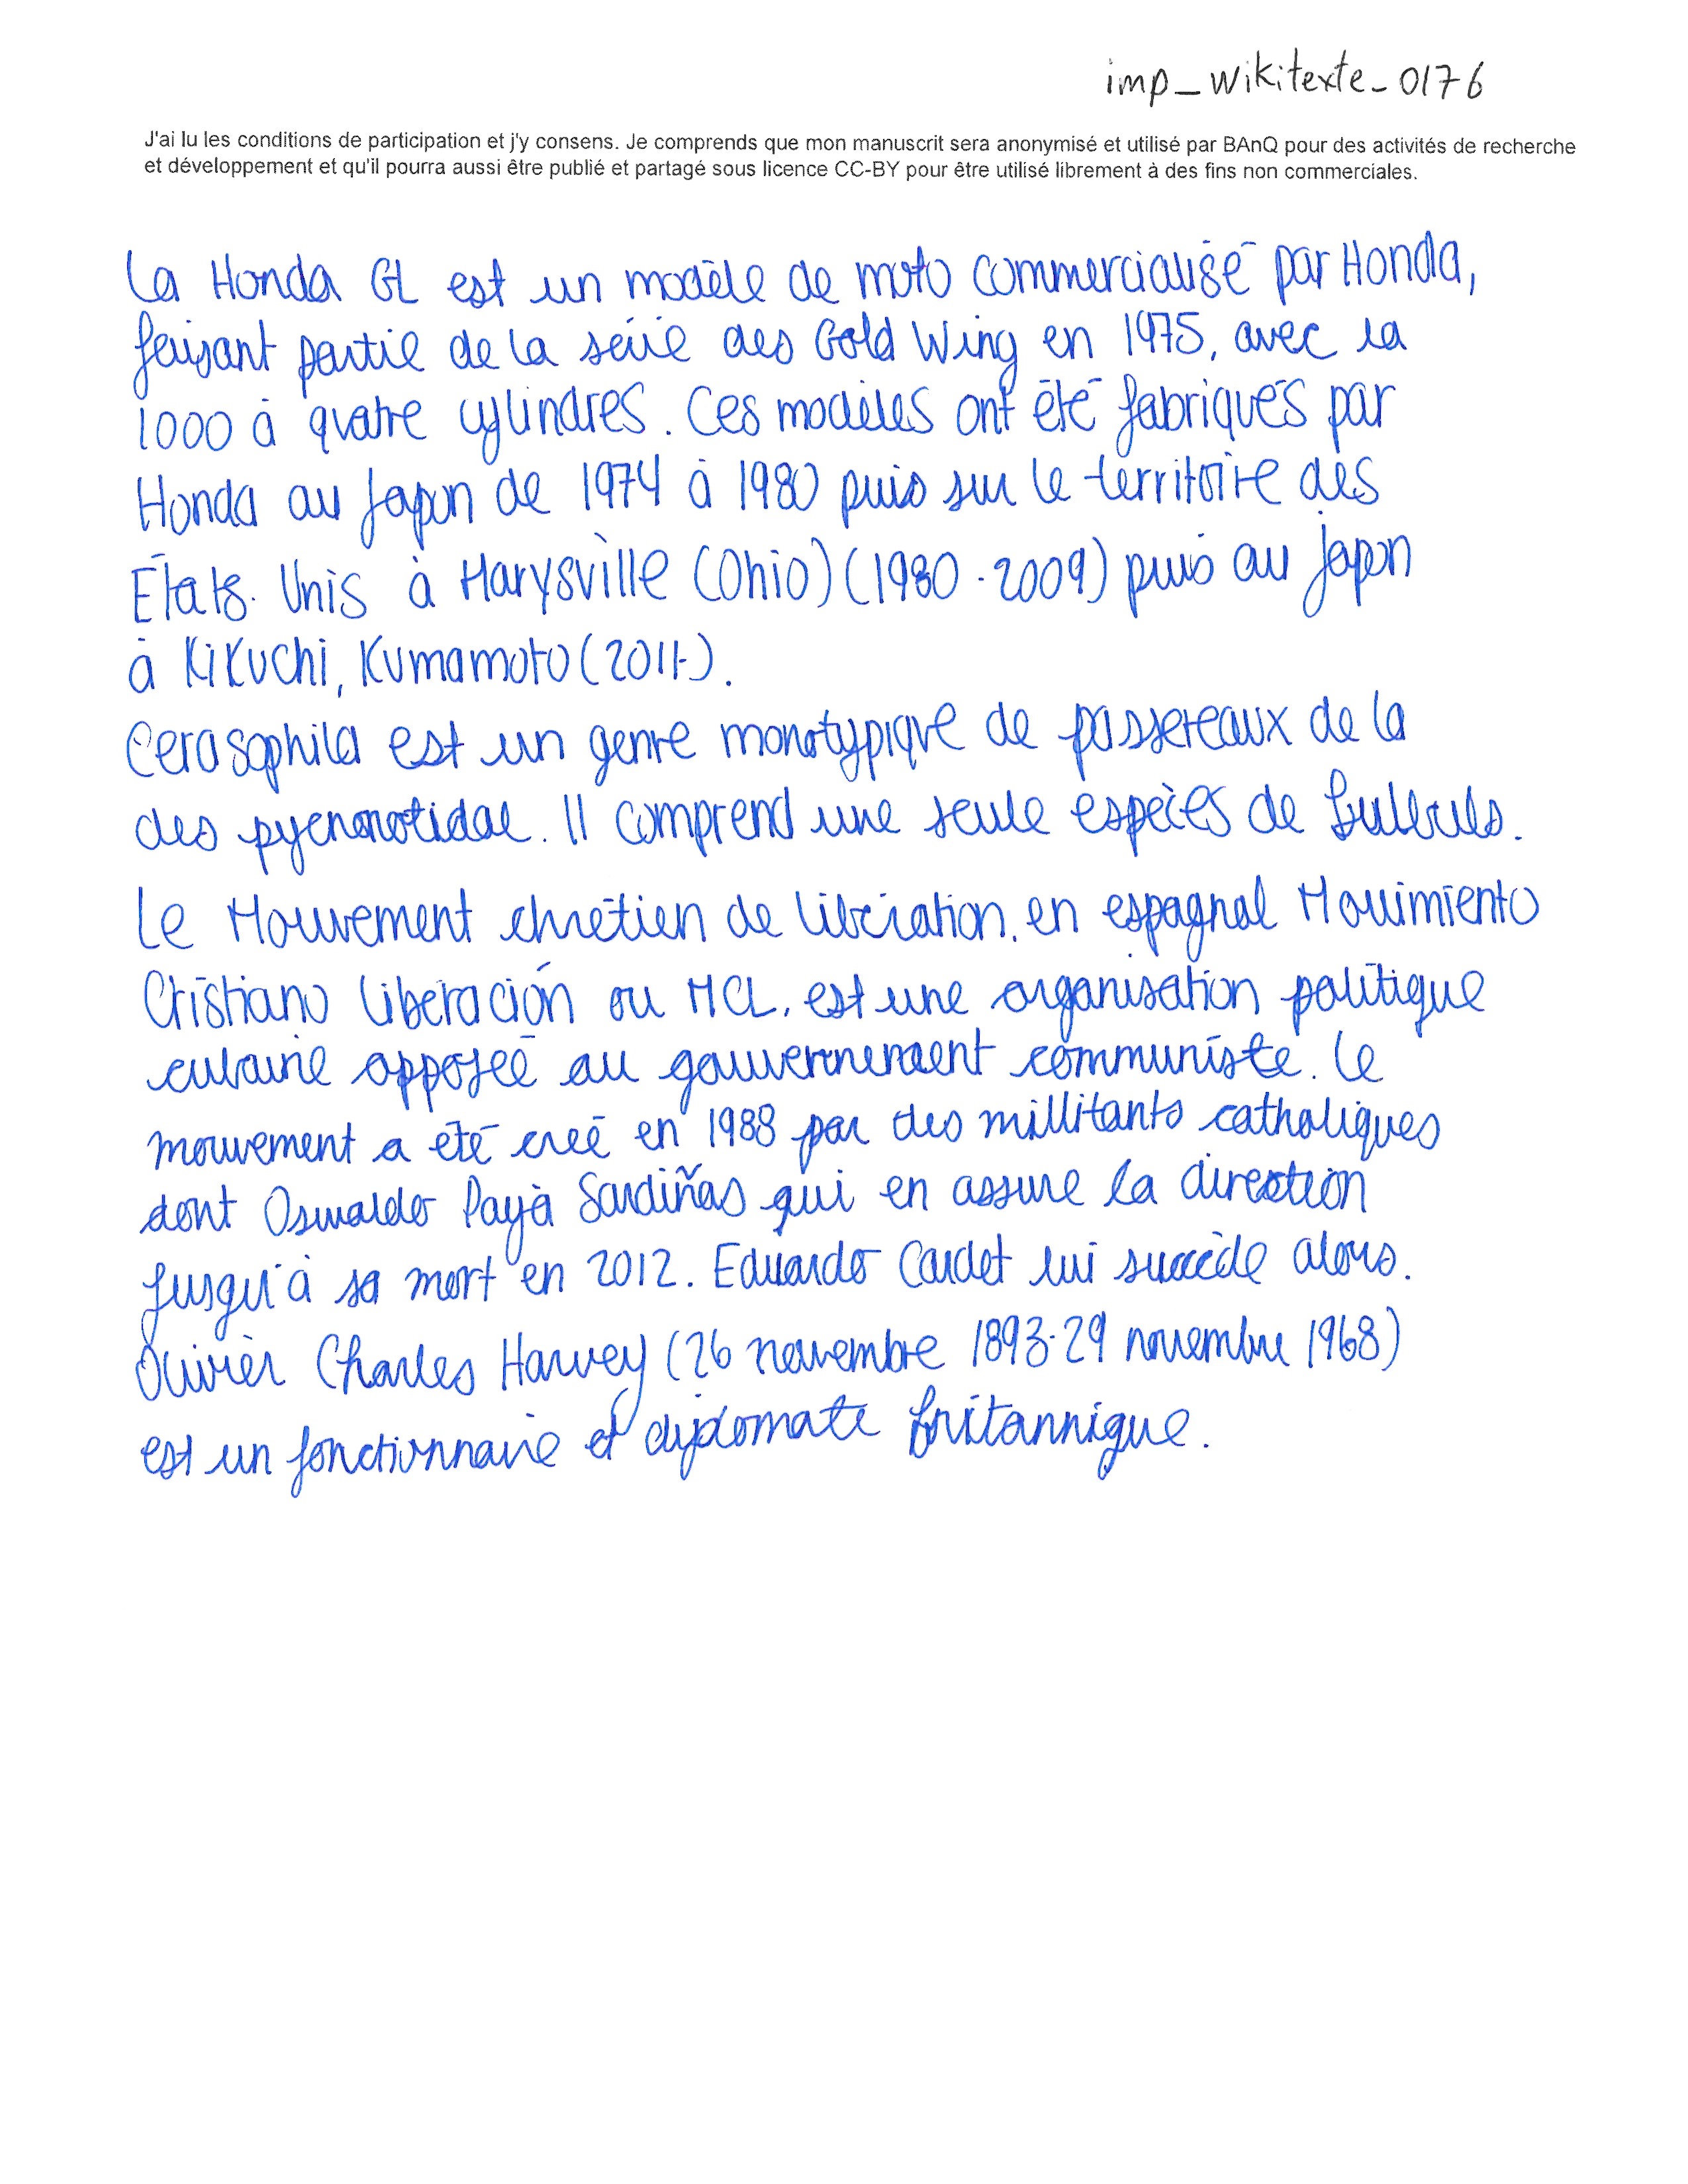 imp_wikitexte_0176
J'ai lu les conditions de participation et j'y consens. Je comprends que mon manuscrit sera anonymisé et utilisé par BAnQ pour des activités de recherche
et développement et qu'il pourra aussi être publié et partagé sous licence CC-BY pour être utilisé librement à des fins non commerciales.
La Honda GL est un modèle de moto commercialisé par Honda,
faisant partie de la série des Gold Wing en 1975, avec la
1000 à quatre cylindres. Ces modèles ont été fabriqués par
Honda au Japon de 1974 à 1980 puis sur le territoire des
États-Unis à Marysville (Ohio) (1980-2009) puis au Japon
à Kikuchi, Kumamoto (2011-).
Cerasophila est un genre monotypique de passereaux de la
des pycnonotidae. Il comprend une seule espèces de bulbuls.
Le Mouvement chrétien de libération, en espagnol Movimiento
Cristiano Liberación ou MCL, est une organisation politique
cubaine opposée au gouvernement communiste. Le
mouvement a été créé en 1988 par des millitants catholiques
dont Oswaldo Payà Sardiñas qui en assure la direction
jusqu'à sa mort en 2012. Eduardo Cardet lui succède alors.
Olivier Charles Harvey (26 novembre 1893-29 novembre 1968)
est un fonctionnaire et diplomate britannique.